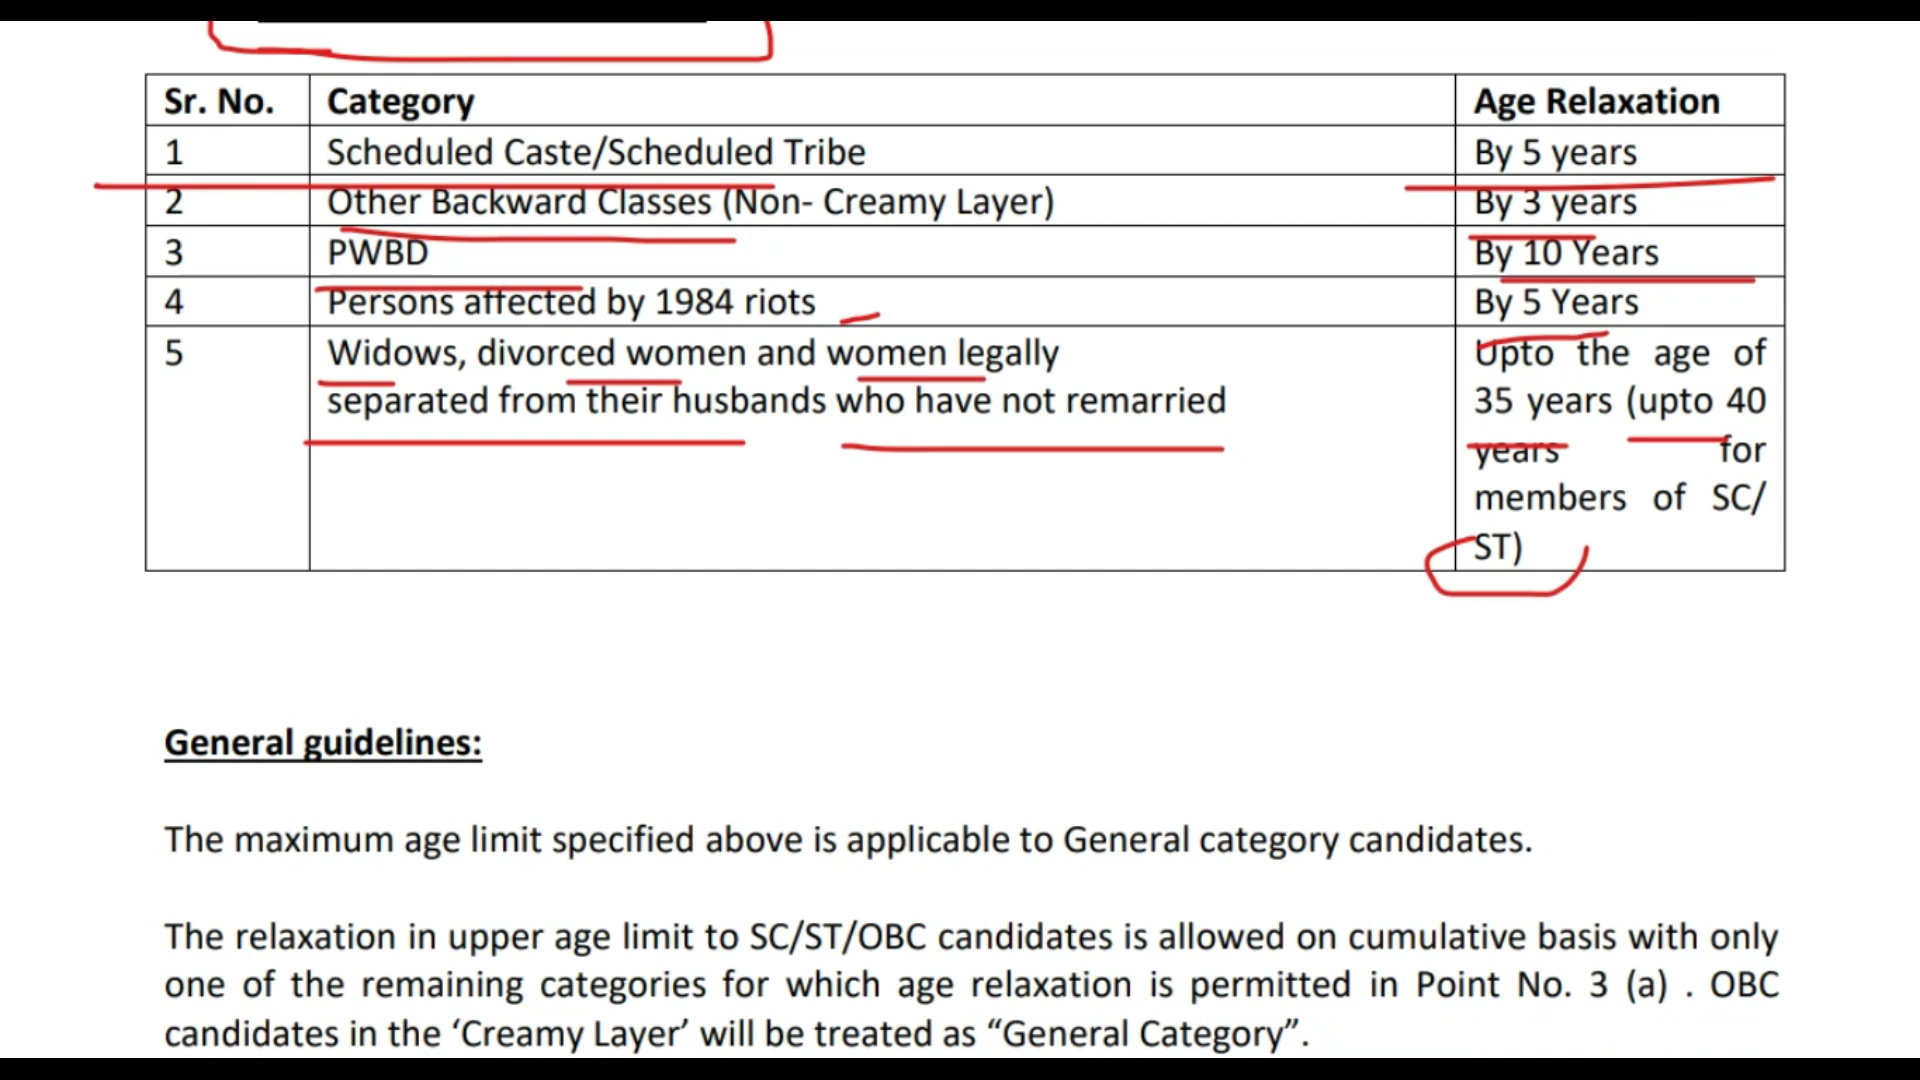 Sr. No. Category Age Relaxation
1 Scheduled Caste/Scheduled Tribe By 5 years
2 Other Backward Classes (Non- Creamy Layer) By 3 years
3 PWBD By 10 Years
4 Persons affected by 1984 riots By 5 Years
5 Widows, divorced women and women legally
separated from their husbands who have not remarried
Upto the age of
35 years (upto 40
years for
members of SC/
ST)
General guidelines:
The maximum age limit specified above is applicable to General category candidates.
The relaxation in upper age limit to SC/ST/OBC candidates is allowed on cumulative basis with only
one of the remaining categories for which age relaxation is permitted in Point No. 3 (a) . OBC
candidates in the ‘Creamy Layer’ will be treated as “General Category”.